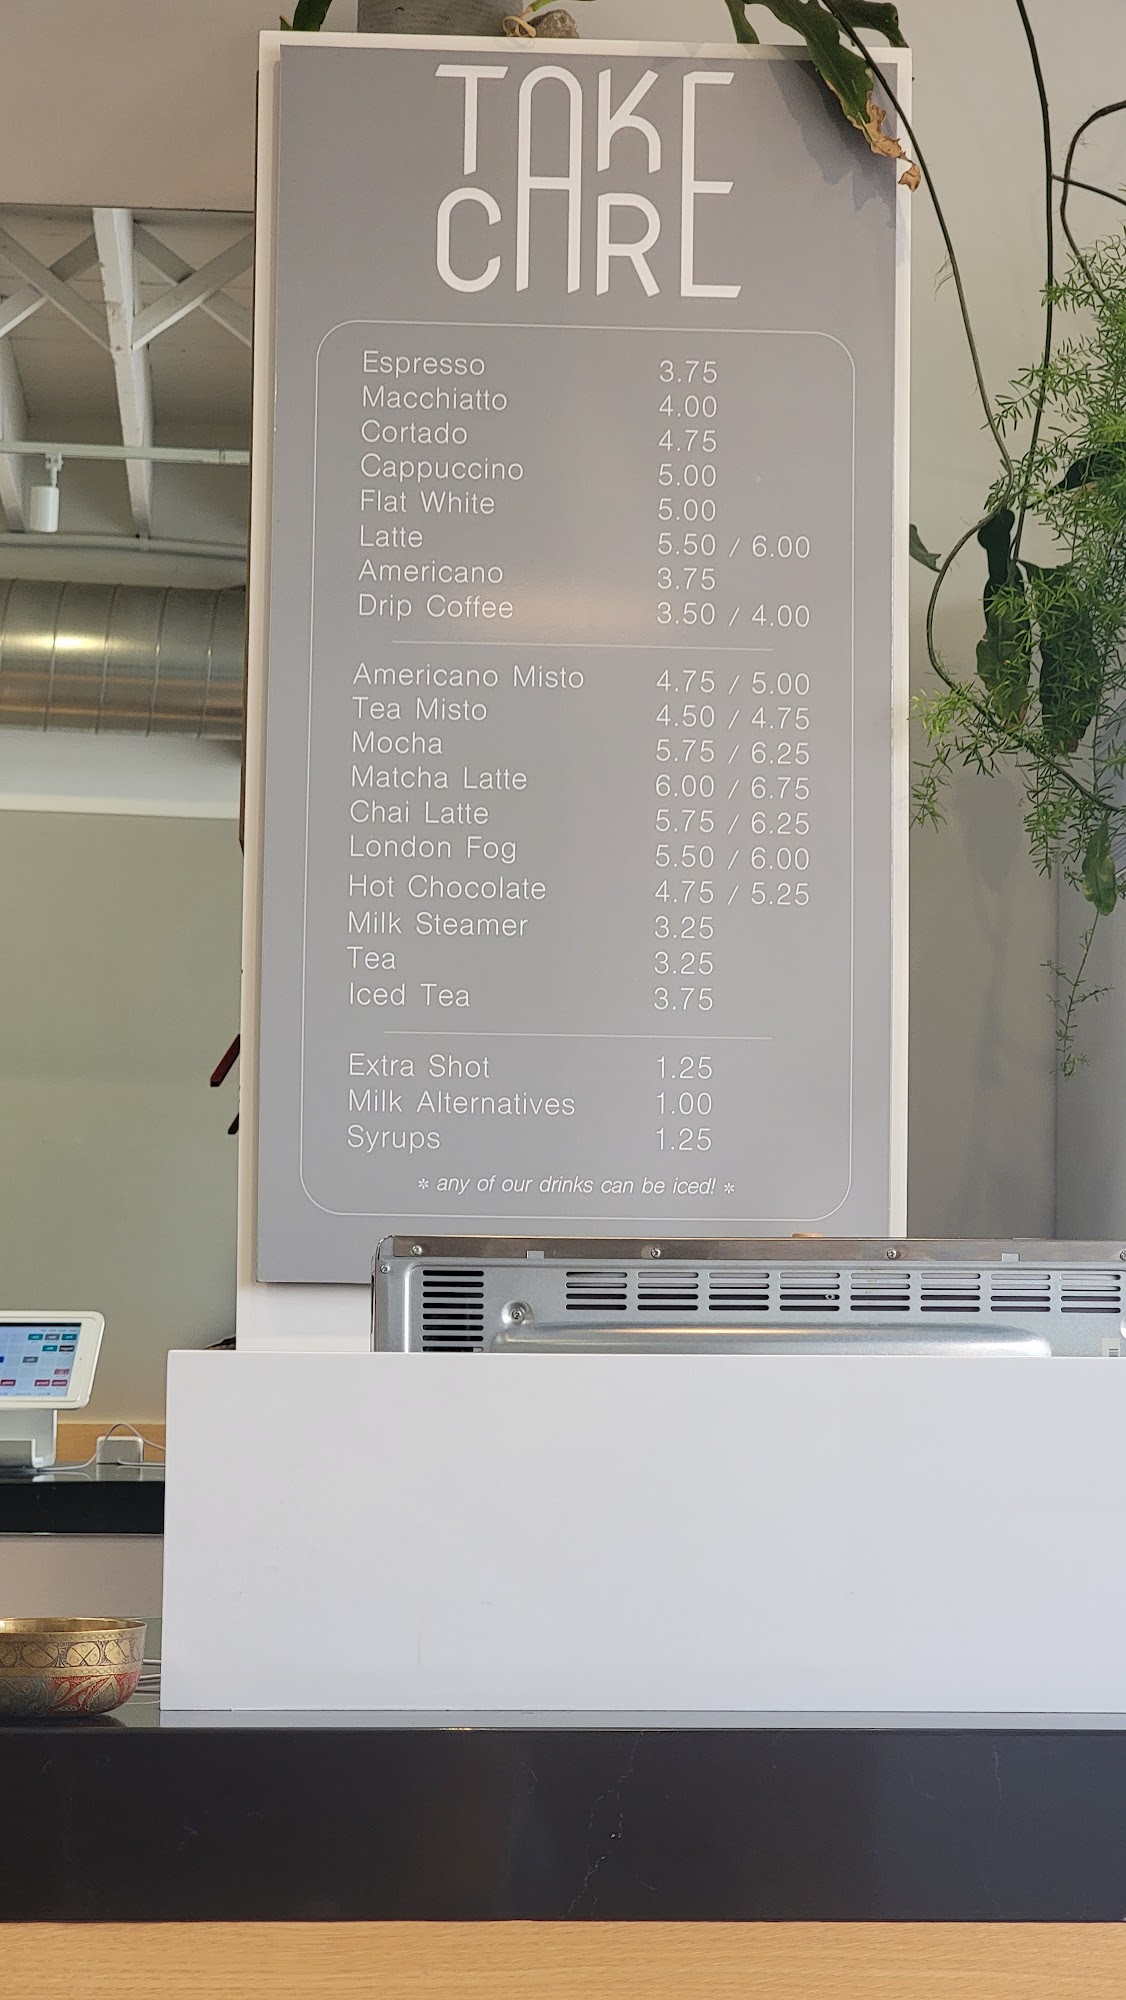 TAKE
CARE
Espresso 3.75
Macchiatto 4.00
Cortado 4.75
Cappuccino 5.00
Flat White 5.00
Latte 5.50 / 6.00
Americano 3.75
Drip Coffee 3.50 / 4.00
Americano Misto 4.75 / 5.00
Tea Misto 4.50 / 4.75
Mocha 5.75 / 6.25
Matcha Latte 6.00 / 6.75
Chai Latte 5.75 / 6.25
London Fog 5.50 / 6.00
Hot Chocolate 4.75 / 5.25
Milk Steamer 3.25
Tea 3.25
Iced Tea 3.75
Extra Shot 1.25
Milk Alternatives 1.00
Syrups 1.25
* any of our drinks can be iced! *